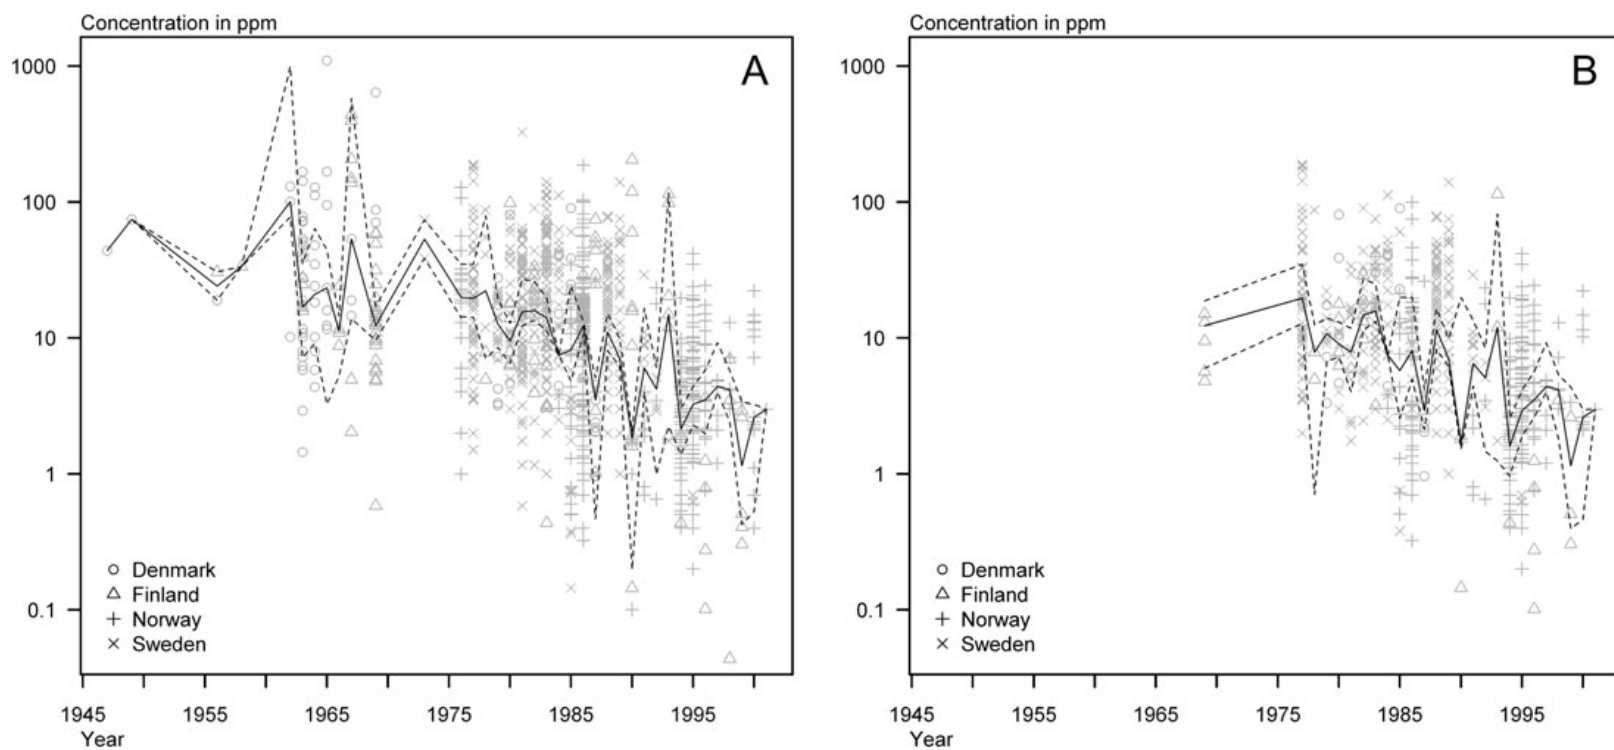 Concentration in ppm
A
1000
100
10
1
0.1
Denmark
Finland
Norway
Sweden
1945 1955 1965 1975 1985 1995
Year
Concentration in ppm
B
1000
100
10
1
0.1
Denmark
Finland
Norway
Sweden
1945 1955 1965 1975 1985 1995
Year